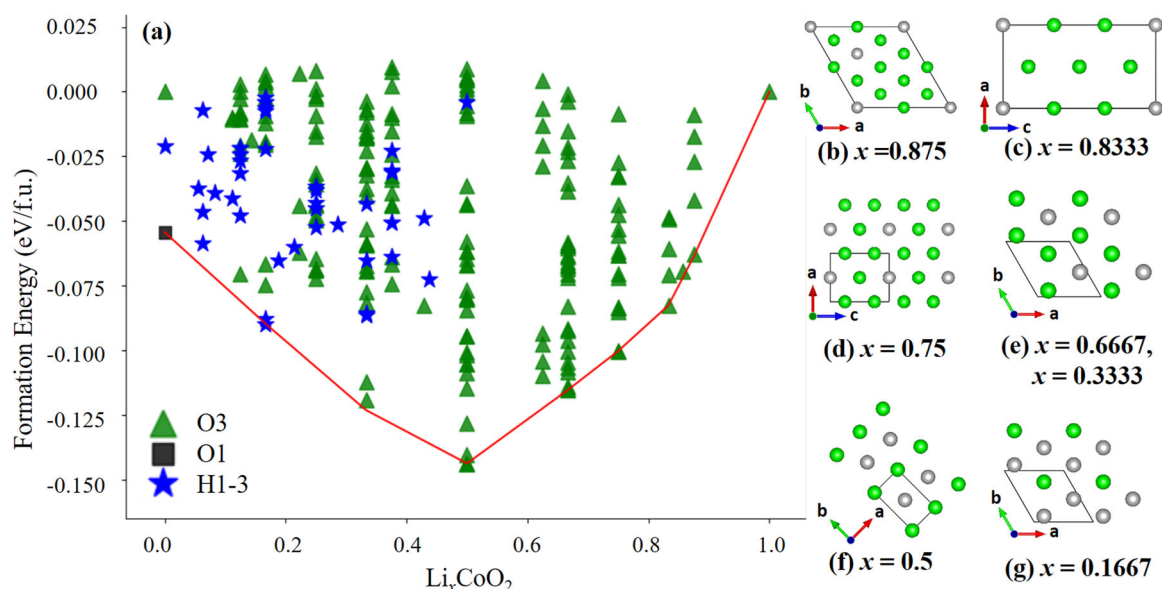 (a)
Formation Energy (eV/f.u.)
0.025
0.000
-0.025
-0.050
-0.075
-0.100
-0.125
-0.150
O3
O1
H1-3
0.0 0.2 0.4 0.6 0.8 1.0
LiₓCoO₂
b
a
(b) x =0.875
a
c
(c) x = 0.8333
a
c
(d) x = 0.75
b
a
(e) x = 0.6667,
x = 0.3333
b
a
(f) x = 0.5
b
a
(g) x = 0.1667